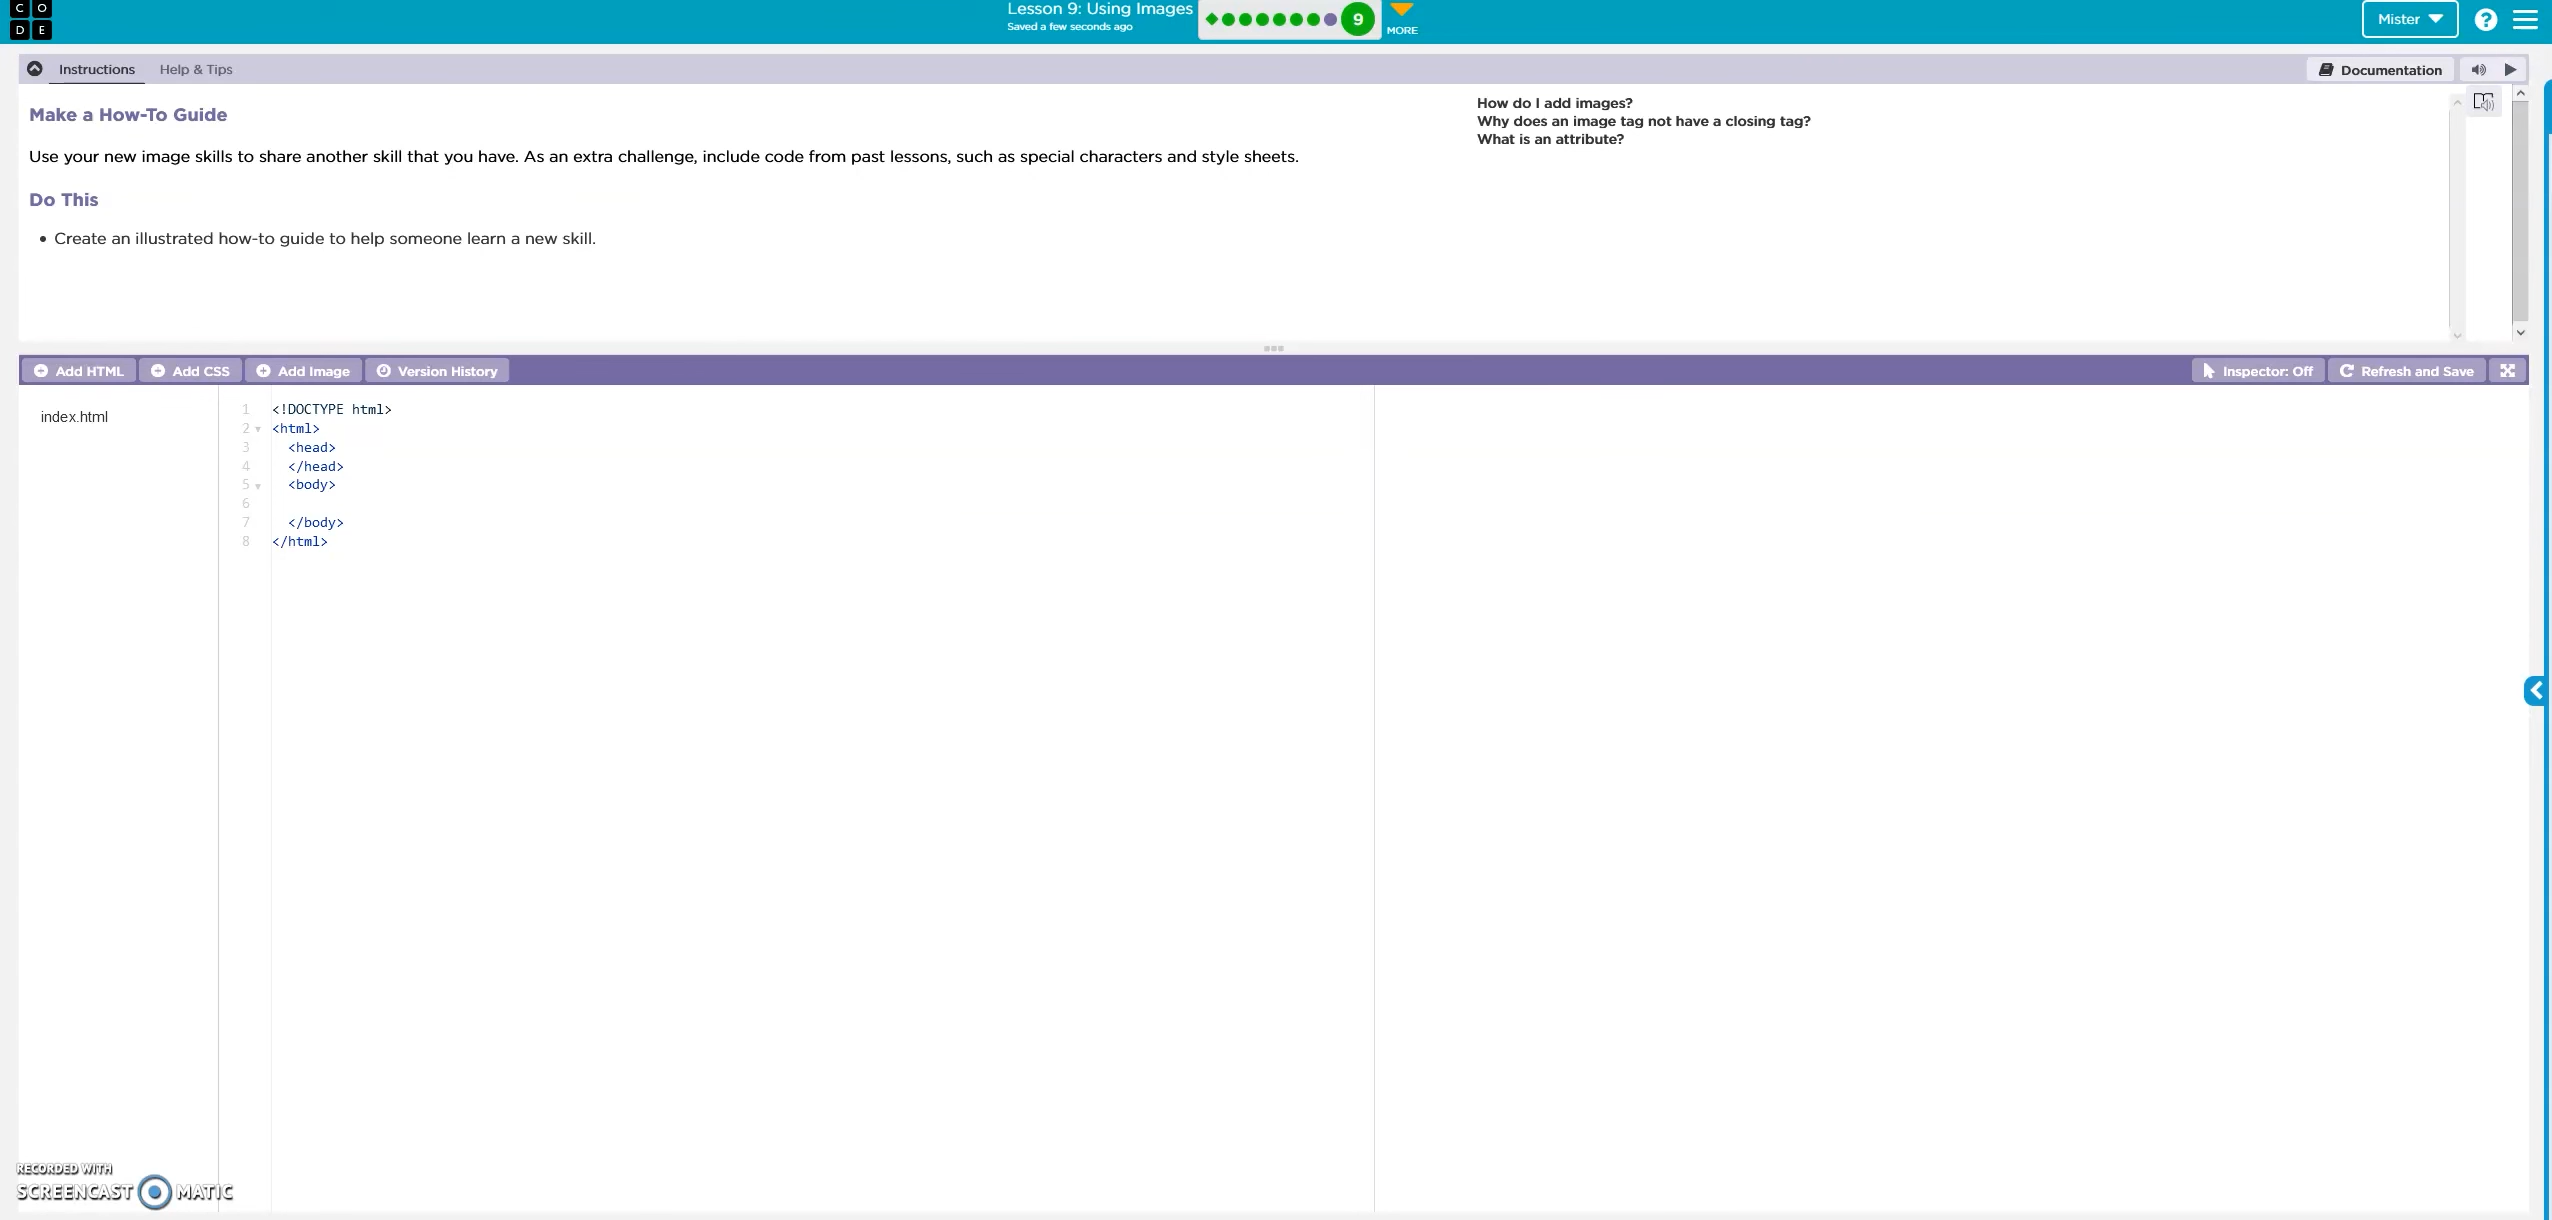 CO
DE
Lesson 9: Using Images
Saved a few seconds ago
9
MORE
Mister
?
Instructions Help & Tips
Documentation
Make a How-To Guide
Use your new image skills to share another skill that you have. As an extra challenge, include code from past lessons, such as special characters and style sheets.
Do This
• Create an illustrated how-to guide to help someone learn a new skill.
How do I add images?
Why does an image tag not have a closing tag?
What is an attribute?
Add HTML Add CSS Add Image Version History
Inspector: Off Refresh and Save
index.html
1 <!DOCTYPE html>
2 <html>
3 <head>
4 </head>
5 <body>
6
7 </body>
8 </html>
RECORDED WITH
SCREENCAST MATIC